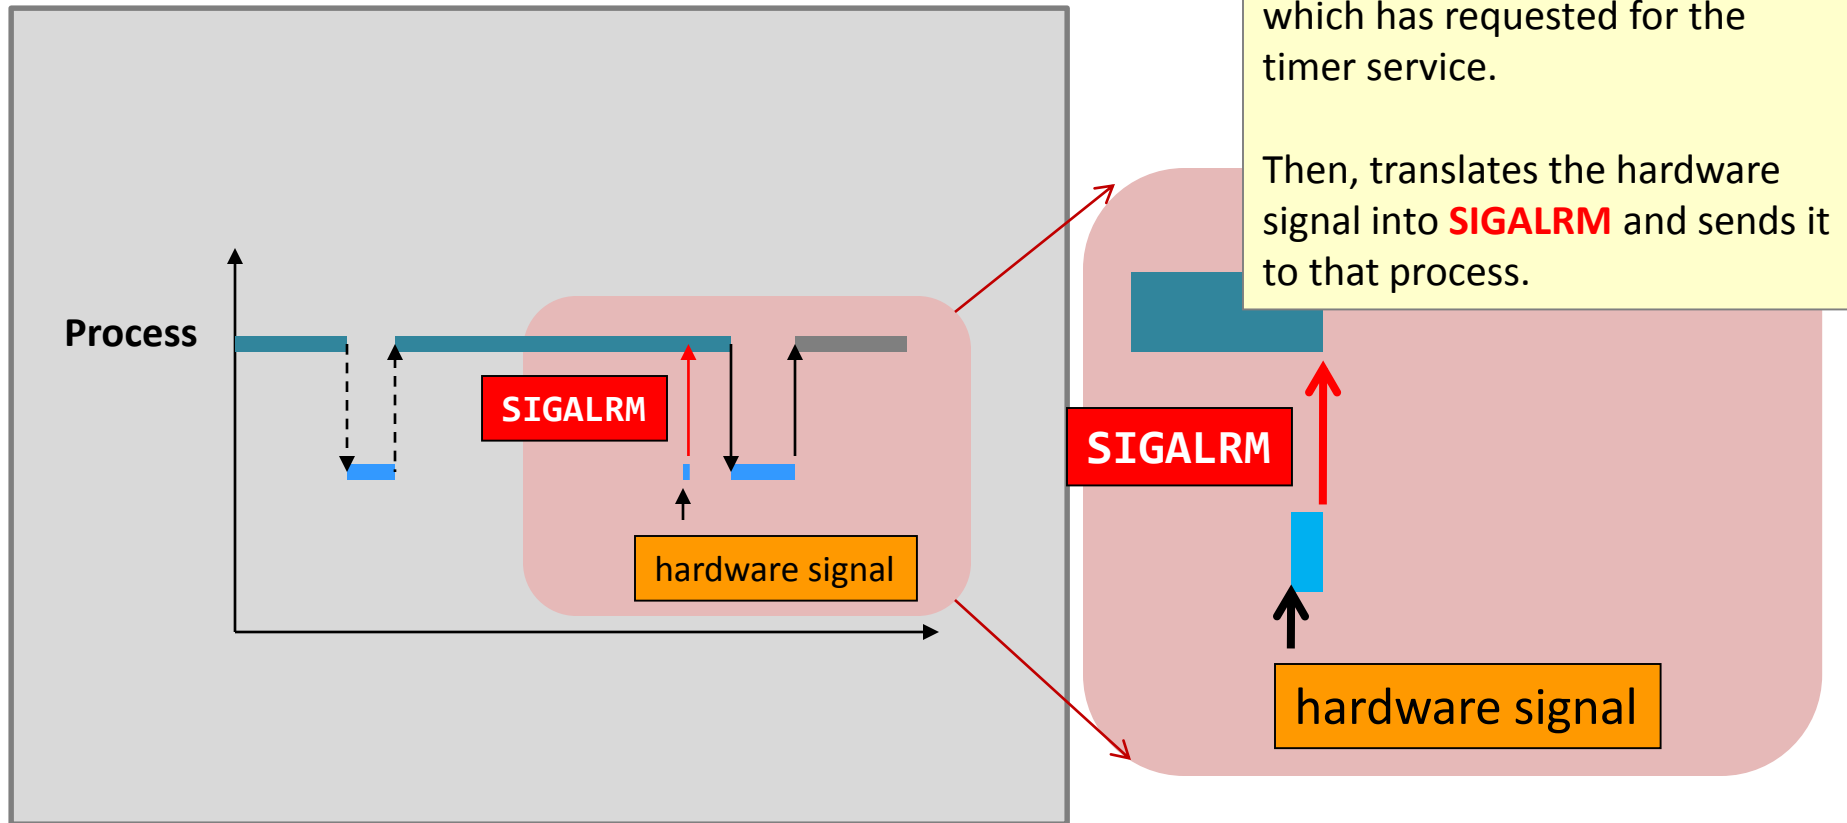 which has requested for the
timer service.
Then, translates the hardware
signal into SIGALRM and sends it
to that process.
Process
SIGALRM
hardware signal
SIGALRM
hardware signal